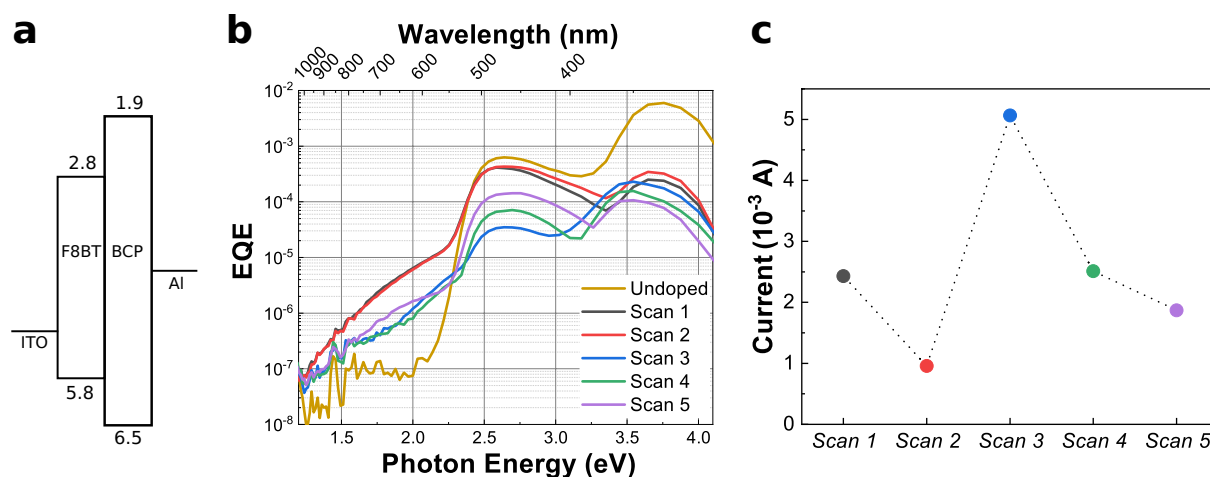 a
1.9
2.8
F8BT
BCP
Al
ITO
5.8
6.5
b
Wavelength (nm)
1000 900 800 700 600 500 400
10-2
10-3
10-4
10-5
10-6
10-7
10-8
EQE
Undoped
Scan 1
Scan 2
Scan 3
Scan 4
Scan 5
1.5 2.0 2.5 3.0 3.5 4.0
Photon Energy (eV)
c
Current (10-3 A)
5
4
3
2
1
0
Scan 1 Scan 2 Scan 3 Scan 4 Scan 5